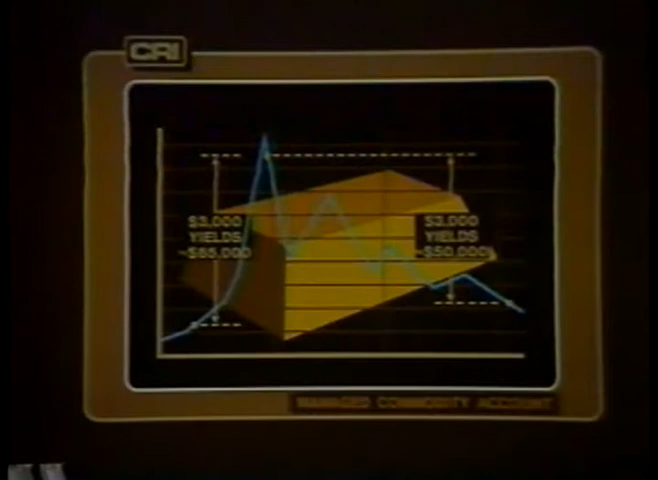 CRI
$3,000
YIELDS
~$65,000
$3,000
YIELDS
~$50,000
MANAGED COMMODITY ACCOUNT